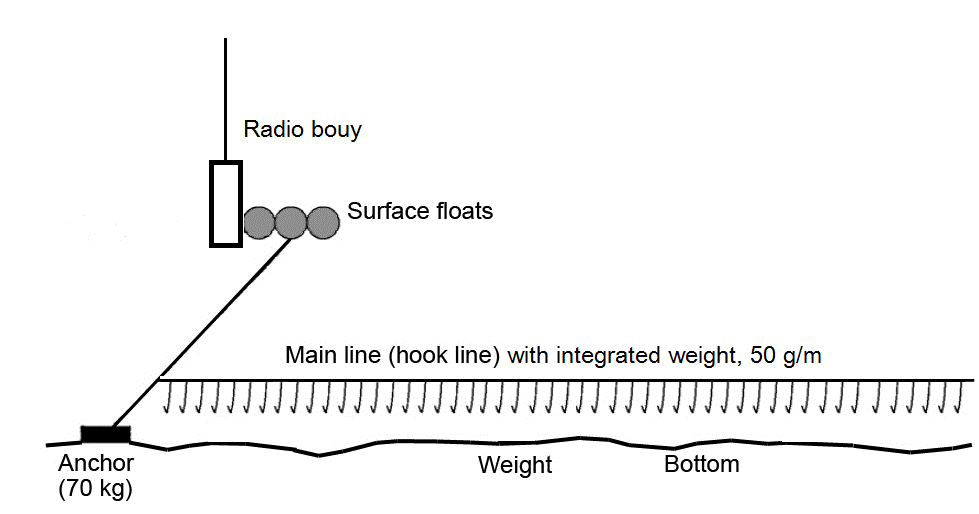 Radio bouy
Surface floats
Main line (hook line) with integrated weight, 50 g/m
Anchor
(70 kg)
Weight
Bottom